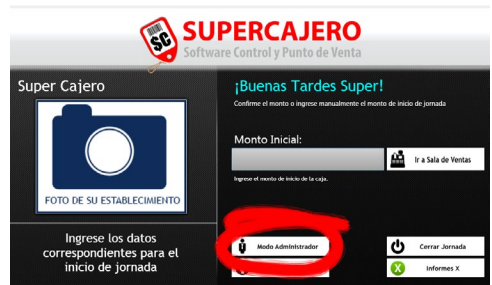 SC
SUPERCAJERO
Software Control y Punto de Venta
Super Cajero
FOTO DE SU ESTABLECIMIENTO
Ingrese los datos
correspondientes para el
inicio de jornada
¡Buenas Tardes Super!
Confirme el monto o ingrese manualmente el monto de inicio de jornada
Monto Inicial:
Ir a Sala de Ventas
Ingrese el monto de inicio de la caja.
Modo Administrador
Cerrar Jornada
X Informes X